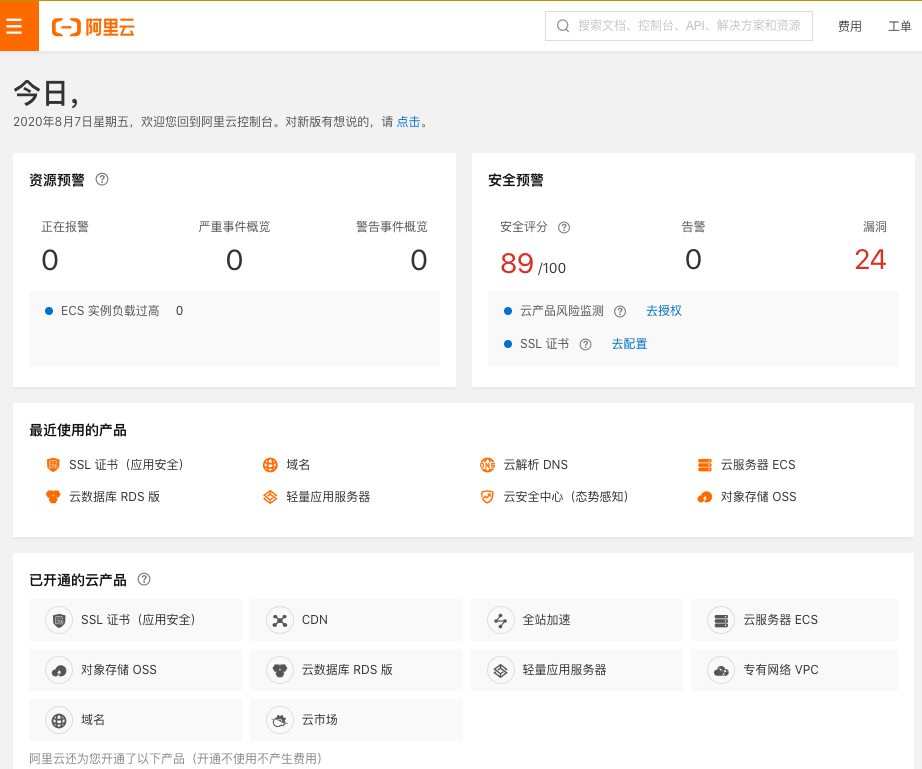 阿里云
搜索文档、控制台、API、解决方案和资源
费用
工单
今日，
2020年8月7日星期五，欢迎您回到阿里云控制台。对新版有想说的，请 点击。
资源预警
正在报警
严重事件概览
警告事件概览
0
0
0
ECS 实例负载过高 0
安全预警
安全评分
告警
漏洞
89 /100
0
24
云产品风险监测 去授权
SSL 证书 去配置
最近使用的产品
SSL 证书（应用安全）
域名
云解析 DNS
云服务器 ECS
云数据库 RDS 版
轻量应用服务器
云安全中心（态势感知）
对象存储 OSS
已开通的云产品
SSL 证书（应用安全）
CDN
全站加速
云服务器 ECS
对象存储 OSS
云数据库 RDS 版
轻量应用服务器
专有网络 VPC
域名
云市场
阿里云还为您开通了以下产品（开通不使用不产生费用）